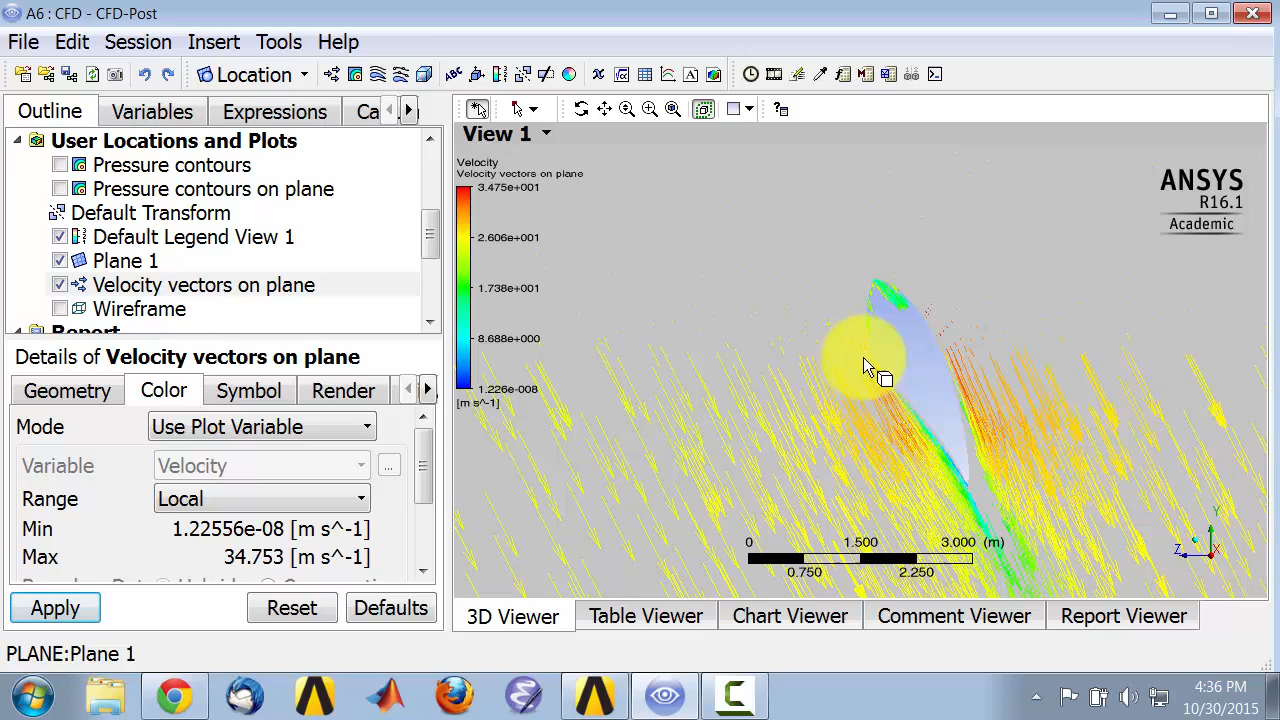 A6 : CFD - CFD-Post
File Edit Session Insert Tools Help
Location
Outline Variables Expressions
User Locations and Plots
Pressure contours
Pressure contours on plane
Default Transform
Default Legend View 1
Plane 1
Velocity vectors on plane
Wireframe
Details of Velocity vectors on plane
Geometry Color Symbol Render
Mode Use Plot Variable
Variable Velocity ...
Range Local
Min 1.22556e-08 [m s^-1]
Max 34.753 [m s^-1]
Apply Reset Defaults
PLANE:Plane 1
View 1
Velocity
Velocity vectors on plane
3.475e+001
2.606e+001
1.738e+001
8.688e+000
1.226e-008
[m s^-1]
ANSYS
R16.1
Academic
0 1.500 3.000 (m)
0.750 2.250
Y
Z
X
3D Viewer Table Viewer Chart Viewer Comment Viewer Report Viewer
4:36 PM
10/30/2015